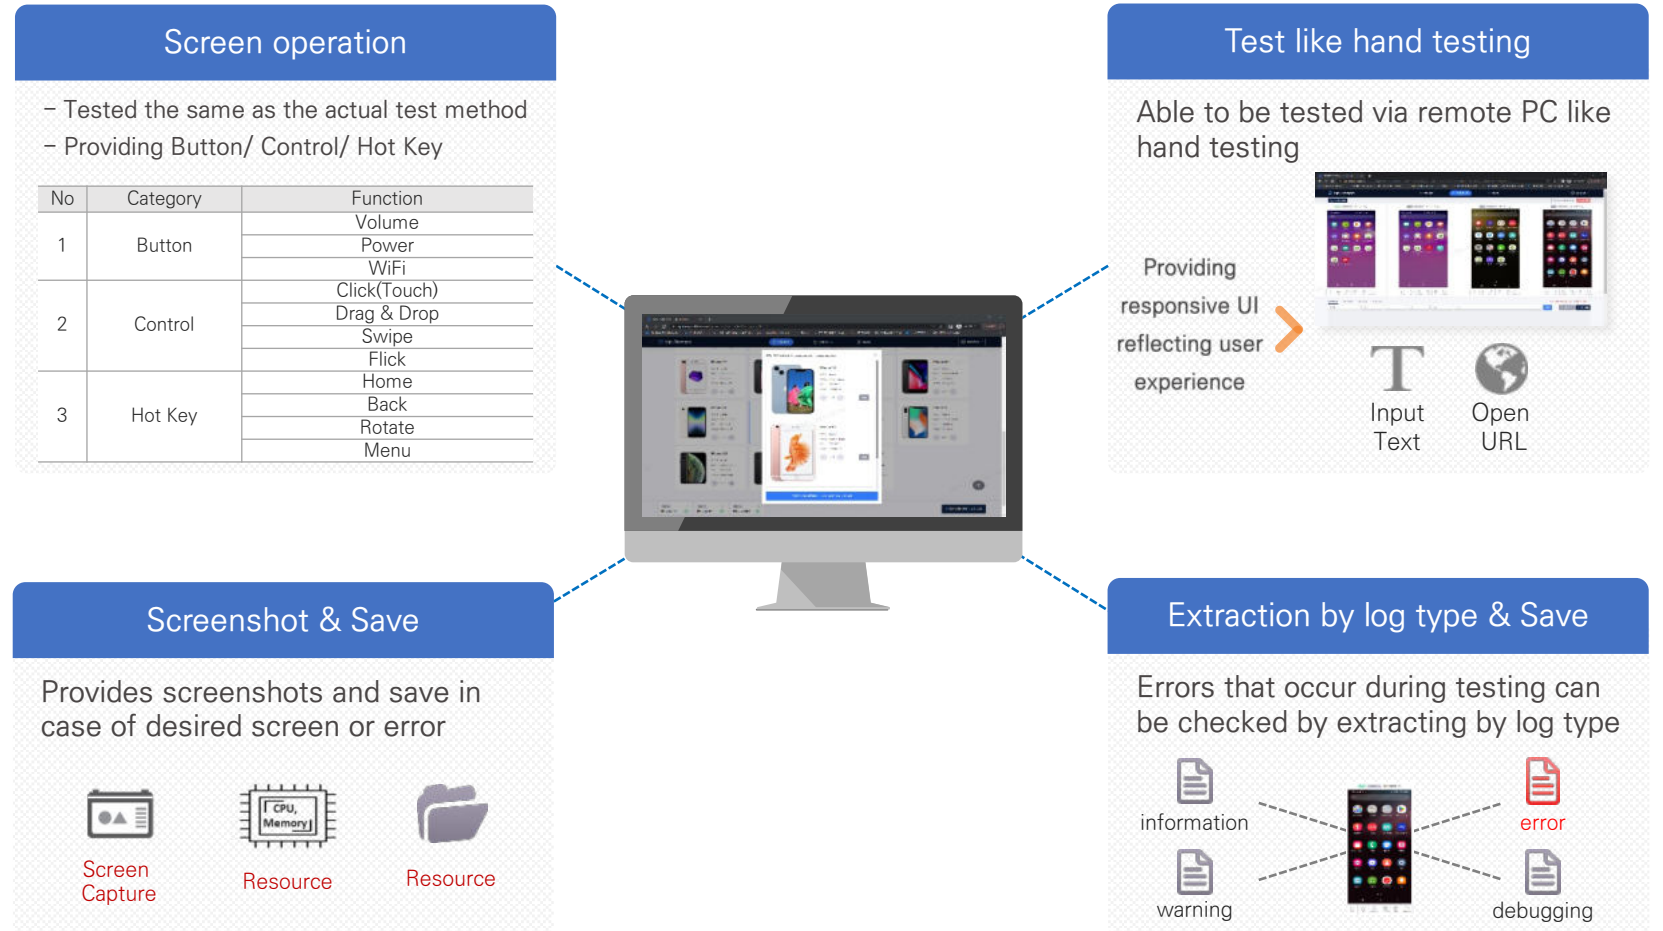 Screen operation
- Tested the same as the actual test method
- Providing Button/ Control/ Hot Key
No Category Function
1 Button Volume
Power
WiFi
2 Control Click(Touch)
Drag & Drop
Swipe
Flick
3 Hot Key Home
Back
Rotate
Menu
Test like hand testing
Able to be tested via remote PC like
hand testing
Providing
responsive UI
reflecting user
experience
Input
Text
Open
URL
Screenshot & Save
Provides screenshots and save in
case of desired screen or error
Screen
Capture
CPU,
Memory
Resource
Resource
Extraction by log type & Save
Errors that occur during testing can
be checked by extracting by log type
information
error
warning
debugging